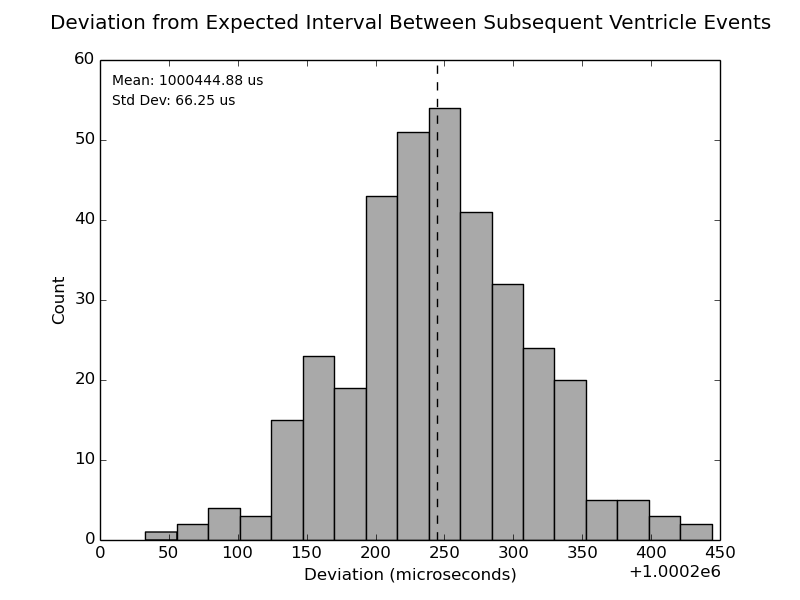 Deviation from Expected Interval Between Subsequent Ventricle Events
60
Mean: 1000444.88 us
Std Dev: 66.25 us
50
40
30
20
10
0
Count
0 50 100 150 200 250 300 350 400 450
+1.0002e6
Deviation (microseconds)